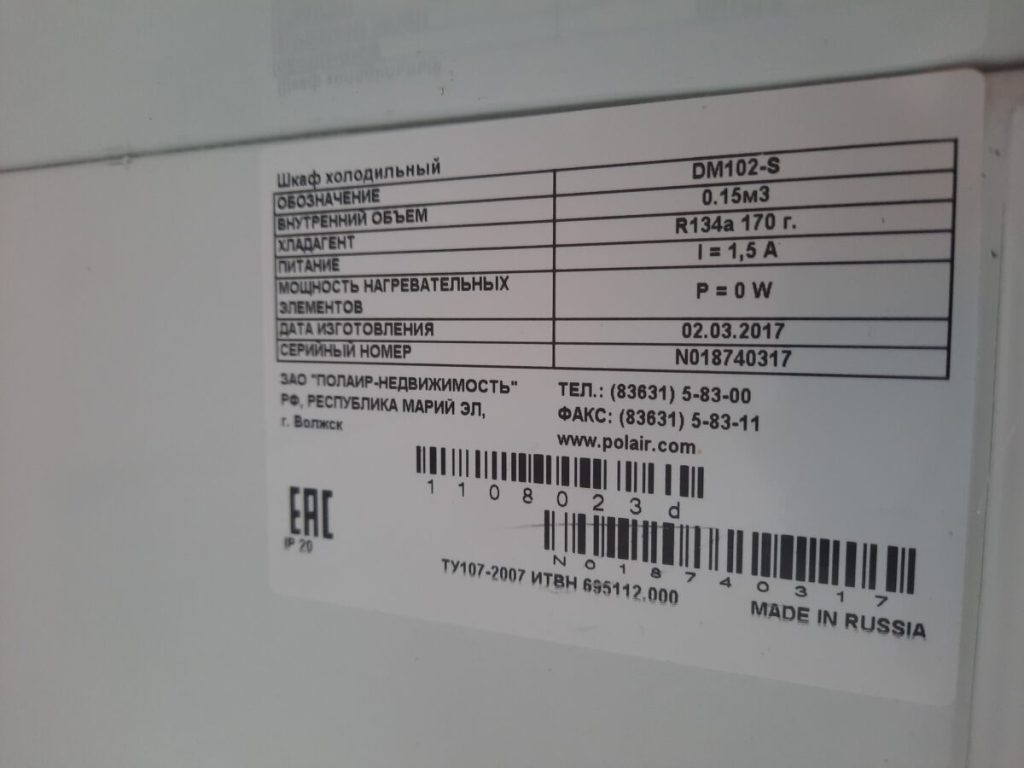 Шкаф холодильный
ОБОЗНАЧЕНИЕ DM102-S
ВНУТРЕННИЙ ОБЪЕМ 0.15м3
ХЛАДАГЕНТ R134a 170 г.
ПИТАНИЕ I = 1,5 A
МОЩНОСТЬ НАГРЕВАТЕЛЬНЫХ ЭЛЕМЕНТОВ P = 0 W
ДАТА ИЗГОТОВЛЕНИЯ 02.03.2017
СЕРИЙНЫЙ НОМЕР N018740317
ЗАО "ПОЛАИР-НЕДВИЖИМОСТЬ"
РФ, РЕСПУБЛИКА МАРИЙ ЭЛ,
г. Волжск
ТЕЛ.: (83631) 5-83-00
ФАКС: (83631) 5-83-11
www.polair.com
1108023d
EAC
IP 20
N018740317
ТУ107-2007 ИТВН 695112.000
MADE IN RUSSIA